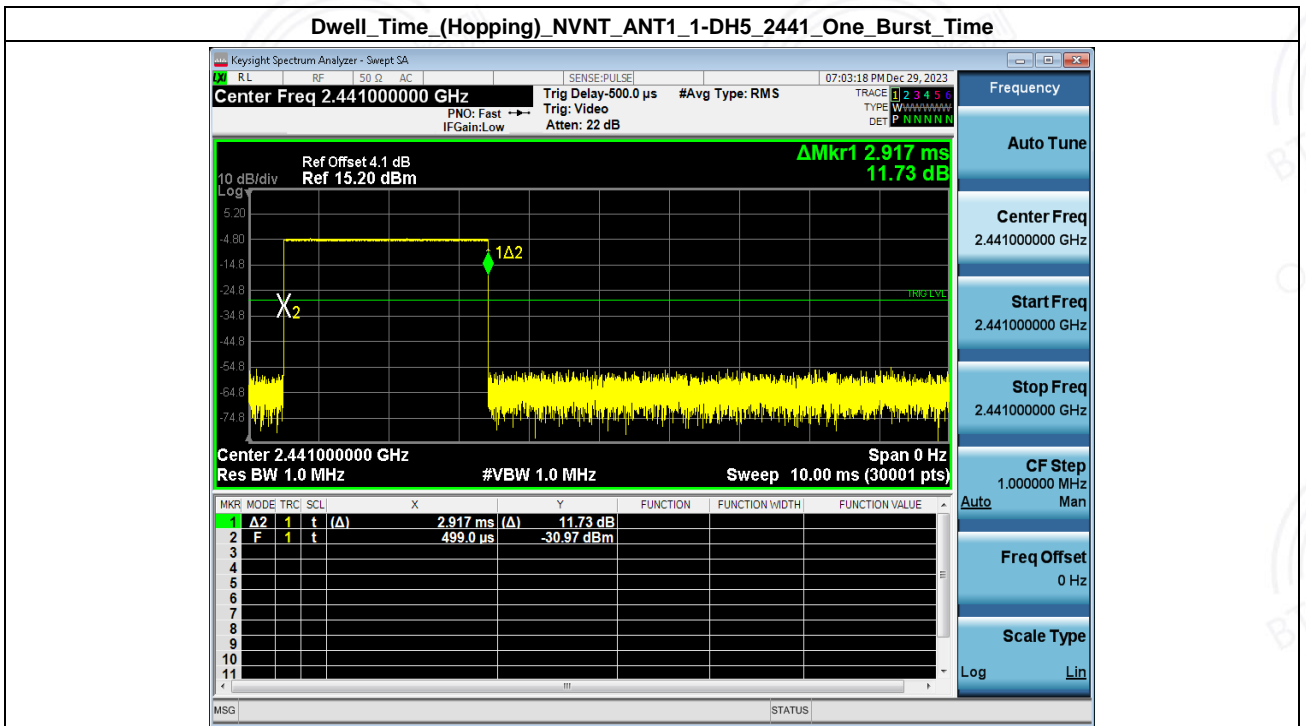 Dwell_Time_(Hopping)_NVNT_ANT1_1-DH5_2441_One_Burst_Time
Keysight Spectrum Analyzer - Swept SA
LXI RL RF 50 Ω AC SENSE:PULSE 07:03:18 PM Dec 29, 2023
Center Freq 2.441000000 GHz
PNO: Fast
IFGain:Low
Trig Delay-500.0 µs
Trig: Video
Atten: 22 dB
#Avg Type: RMS
TRACE 1 2 3 4 5 6
TYPE WWWWWW
DET P N N N N N
ΔMkr1 2.917 ms
11.73 dB
Ref Offset 4.1 dB
10 dB/div Ref 15.20 dBm
Log
5.20
-4.80
-14.8
-24.8
-34.8
-44.8
-54.8
-64.8
-74.8
1Δ2
TRIG LVL
2
Center 2.441000000 GHz Span 0 Hz
Res BW 1.0 MHz #VBW 1.0 MHz Sweep 10.00 ms (30001 pts)
MKR MODE TRC SCL X Y FUNCTION FUNCTION WIDTH FUNCTION VALUE
1 Δ2 1 t (Δ) 2.917 ms (Δ) 11.73 dB
2 F 1 t 499.0 µs -30.97 dBm
3
4
5
6
7
8
9
10
11
MSG STATUS
Frequency
Auto Tune
Center Freq
2.441000000 GHz
Start Freq
2.441000000 GHz
Stop Freq
2.441000000 GHz
CF Step
1.000000 MHz
Auto Man
Freq Offset
0 Hz
Scale Type
Log Lin